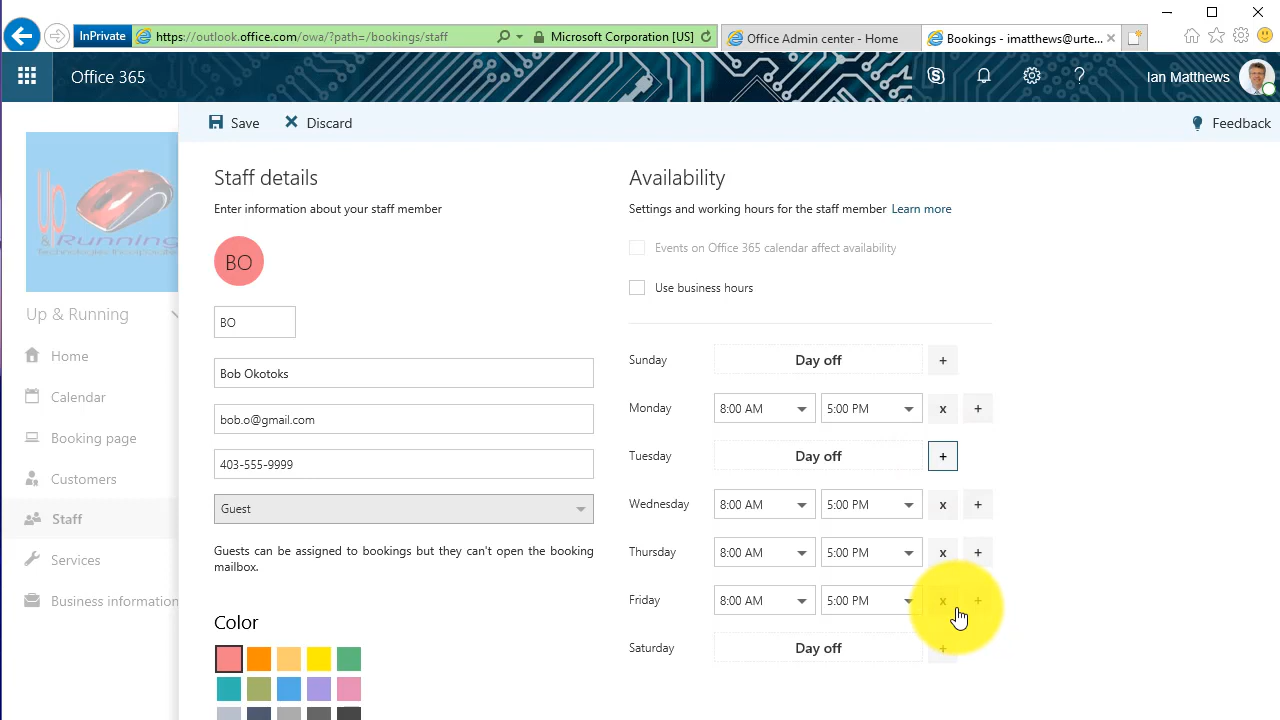 InPrivate
https://outlook.office.com/owa/?path=/bookings/staff
Microsoft Corporation [US]
Office Admin center - Home
Bookings - imatthews@urte...
Office 365
Ian Matthews
Save
Discard
Feedback
Up
& Running
Up & Running
Home
Calendar
Booking page
Customers
Staff
Services
Business information
Staff details
Enter information about your staff member
BO
BO
Bob Okotoks
bob.o@gmail.com
403-555-9999
Guest
Guests can be assigned to bookings but they can't open the booking
mailbox.
Color
Availability
Settings and working hours for the staff member Learn more
Events on Office 365 calendar affect availability
Use business hours
Sunday Day off +
Monday 8:00 AM 5:00 PM x +
Tuesday Day off +
Wednesday 8:00 AM 5:00 PM x +
Thursday 8:00 AM 5:00 PM x +
Friday 8:00 AM 5:00 PM x +
Saturday Day off +